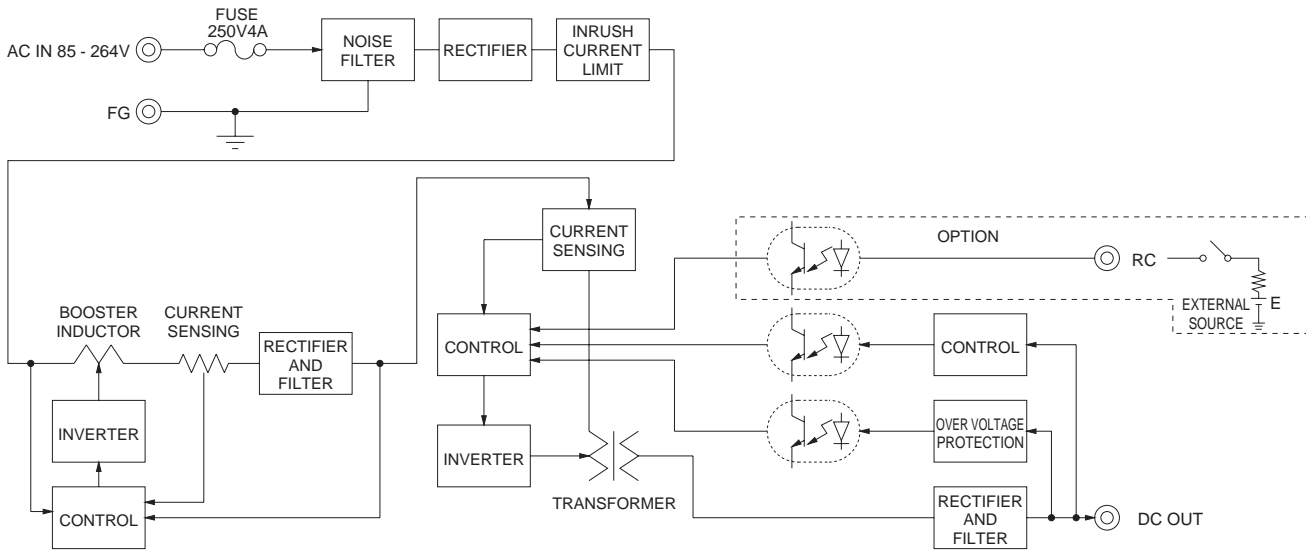 FUSE
250V4A
AC IN 85 - 264V
NOISE
FILTER
RECTIFIER
INRUSH
CURRENT
LIMIT
FG
CURRENT
SENSING
OPTION
RC
EXTERNAL
SOURCE
E
BOOSTER
INDUCTOR
CURRENT
SENSING
RECTIFIER
AND
FILTER
CONTROL
CONTROL
INVERTER
INVERTER
OVER VOLTAGE
PROTECTION
TRANSFORMER
CONTROL
RECTIFIER
AND
FILTER
DC OUT